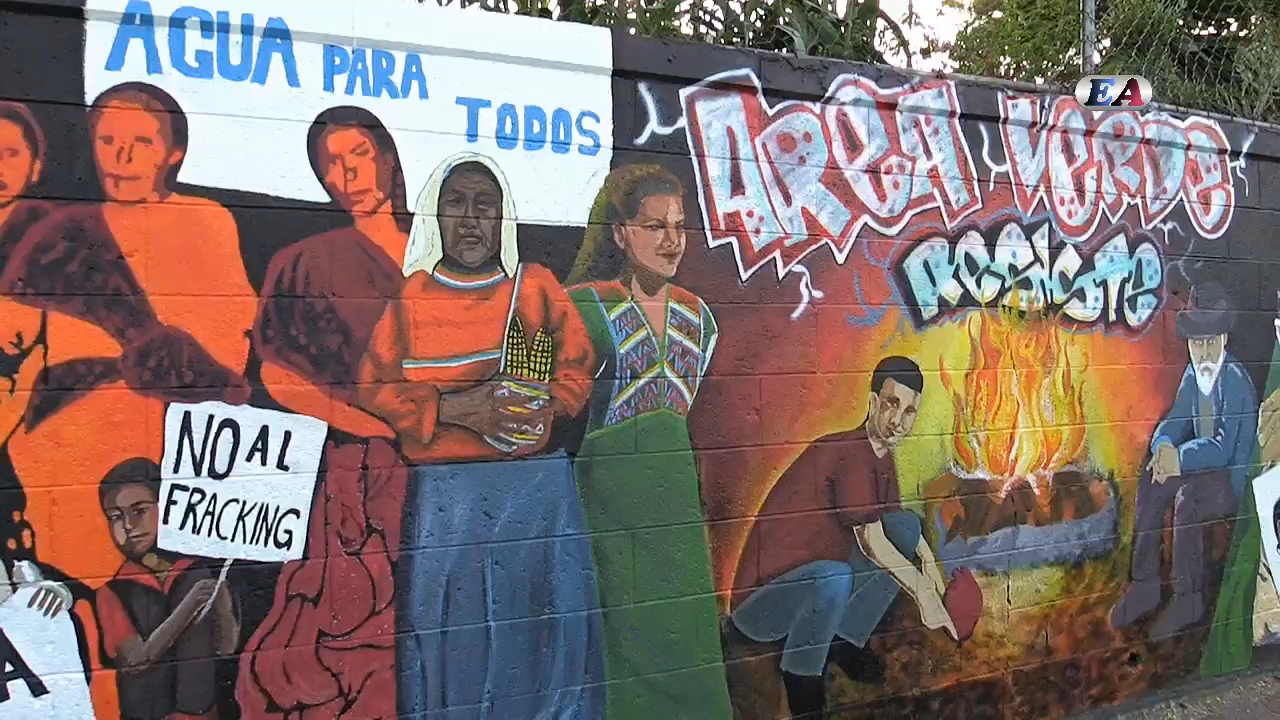 AGUA PARA
TODOS
AREA VERDE
RESISTE
EA
NO AL
FRACKING
A